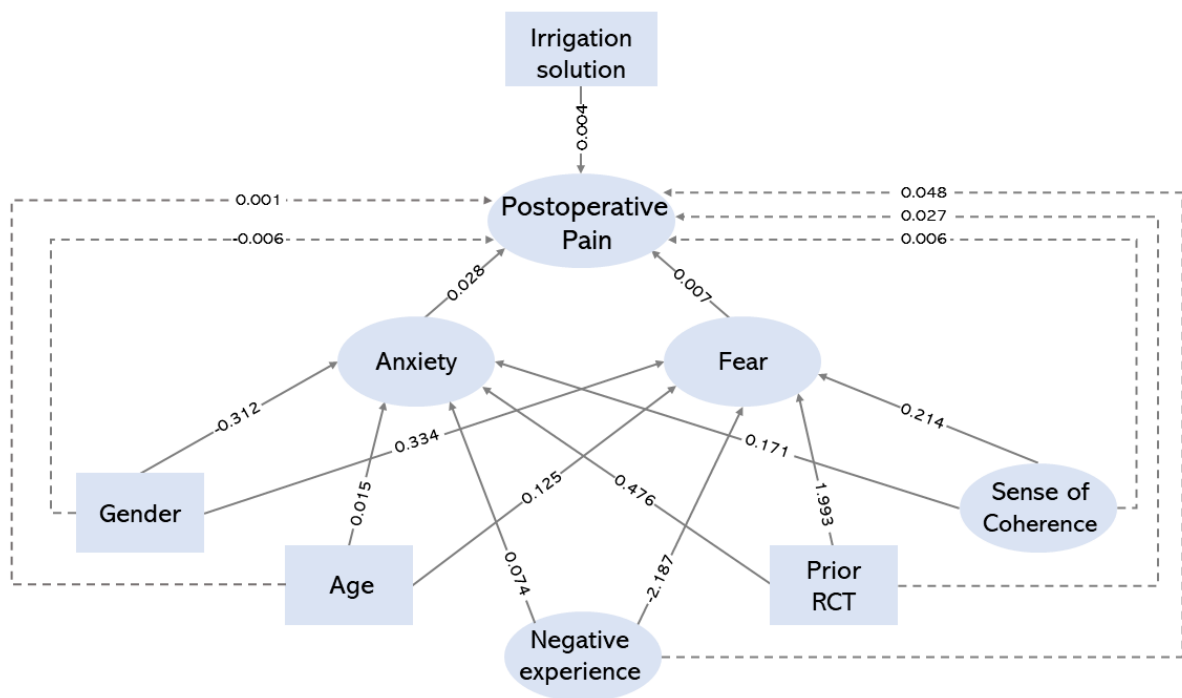 Irrigation
solution
0.004
0.001
0.048
Postoperative
Pain
0.027
-0.006
0.006
0.028
0.007
Anxiety
Fear
-0.312
0.334
0.171
0.214
0.015
0.125
0.476
1.993
Gender
Sense of
Coherence
0.074
-2.187
Age
Prior
RCT
Negative
experience